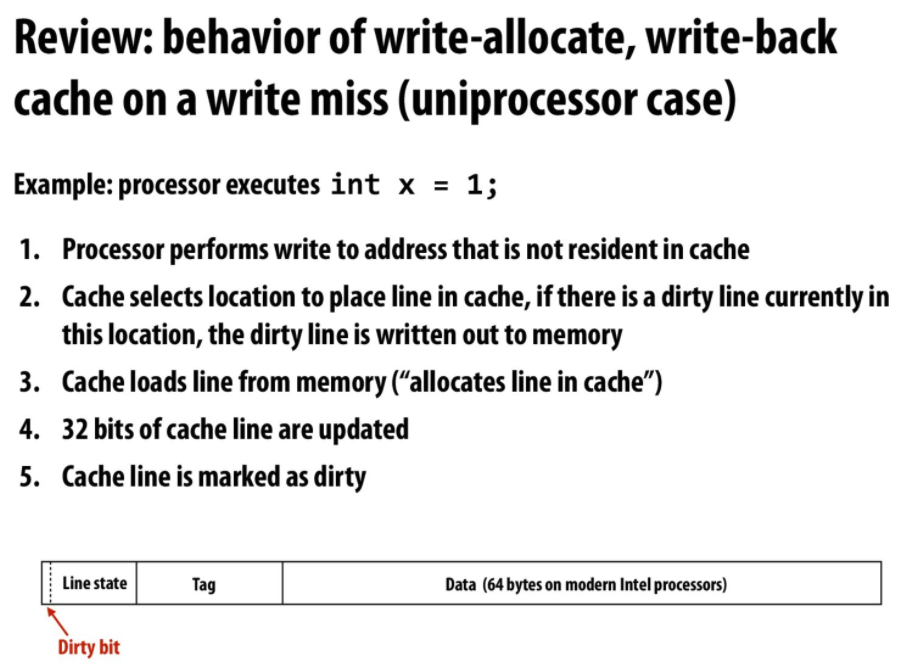 Review: behavior of write-allocate, write-back
cache on a write miss (uniprocessor case)
Example: processor executes int x = 1;
1. Processor performs write to address that is not resident in cache
2. Cache selects location to place line in cache, if there is a dirty line currently in
this location, the dirty line is written out to memory
3. Cache loads line from memory (“allocates line in cache”)
4. 32 bits of cache line are updated
5. Cache line is marked as dirty
Line state Tag Data (64 bytes on modern Intel processors)
Dirty bit